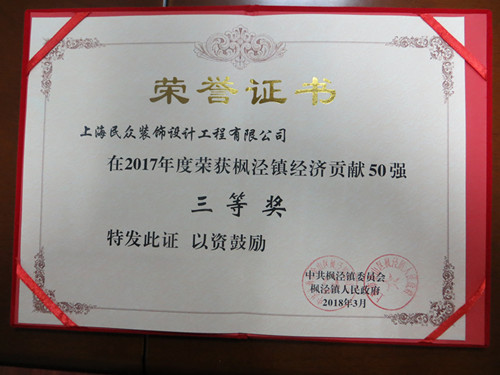 荣誉证书
上海民众装饰设计工程有限公司
在2017年度荣获枫泾镇经济贡献50强
三等奖
特发此证 以资鼓励
中共枫泾镇委员会
枫泾镇人民政府
2018年3月